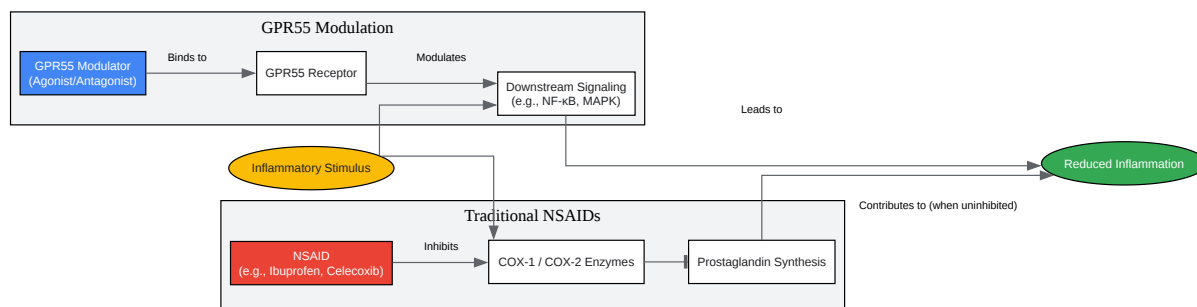 GPR55 Modulation
GPR55 Modulator
(Agonist/Antagonist)
Binds to
GPR55 Receptor
Modulates
Downstream Signaling
(e.g., NF-κB, MAPK)
Leads to
Inflammatory Stimulus
Reduced Inflammation
Contributes to (when uninhibited)
Traditional NSAIDs
NSAID
(e.g., Ibuprofen, Celecoxib)
Inhibits
COX-1 / COX-2 Enzymes
Prostaglandin Synthesis